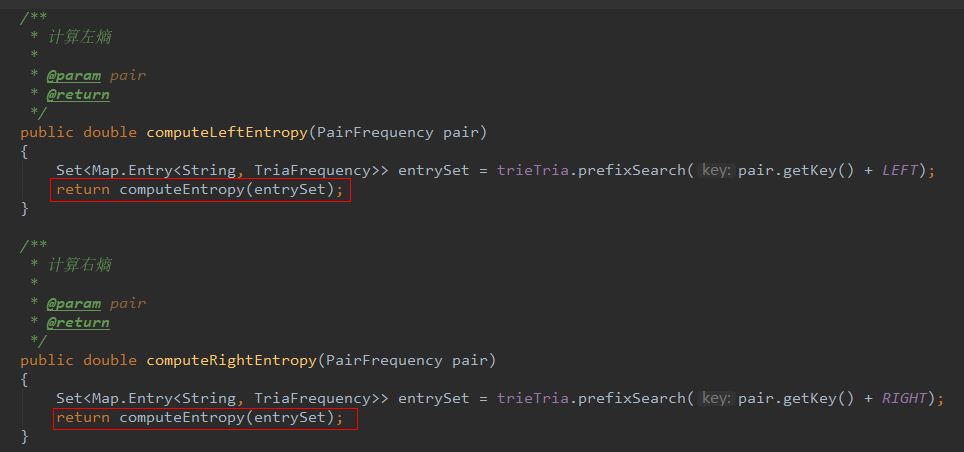 /**
 * 计算左熵
 *
 * @param pair
 * @return
 */
public double computeLeftEntropy(PairFrequency pair)
{
    Set<Map.Entry<String, TriaFrequency>> entrySet = trieTria.prefixSearch( key: pair.getKey() + LEFT);
    return computeEntropy(entrySet);
}

/**
 * 计算右熵
 *
 * @param pair
 * @return
 */
public double computeRightEntropy(PairFrequency pair)
{
    Set<Map.Entry<String, TriaFrequency>> entrySet = trieTria.prefixSearch( key: pair.getKey() + RIGHT);
    return computeEntropy(entrySet);
}